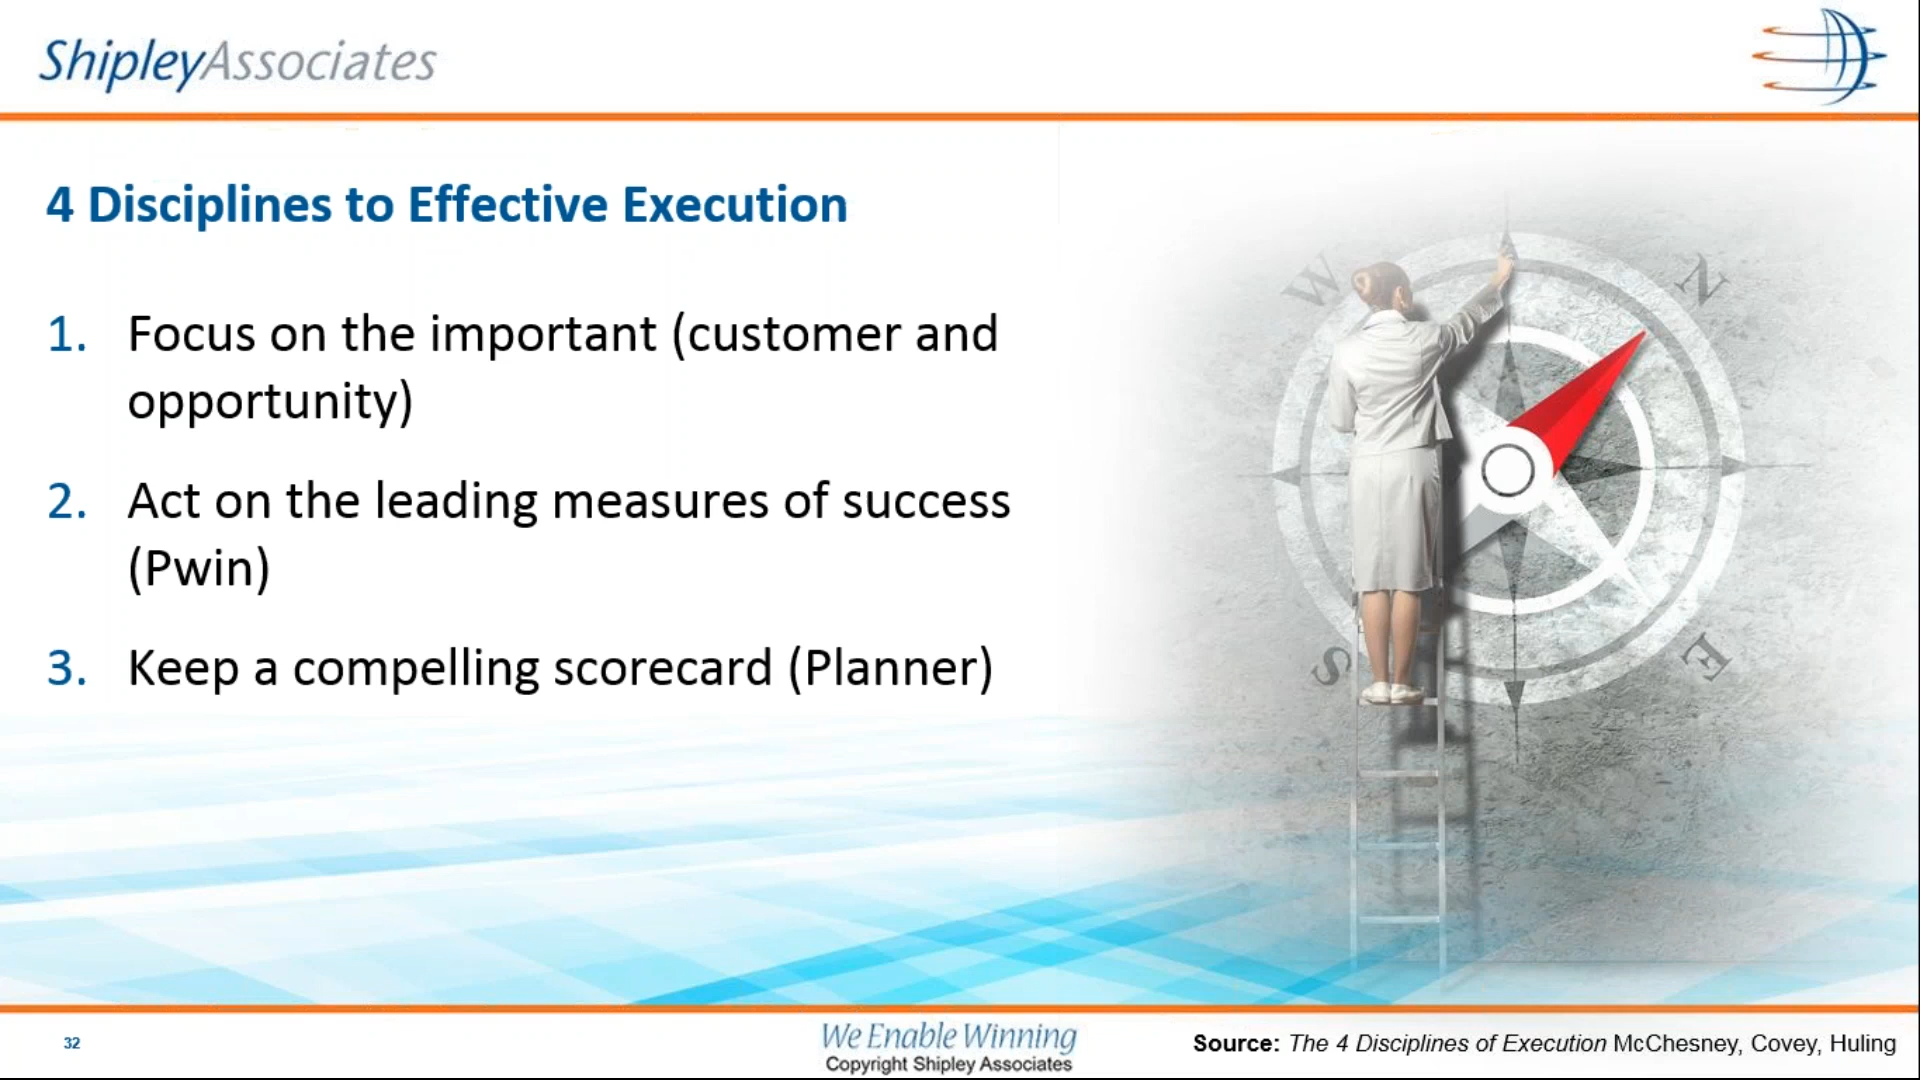 ShipleyAssociates
4 Disciplines to Effective Execution
1. Focus on the important (customer and
opportunity)
2. Act on the leading measures of success
(Pwin)
3. Keep a compelling scorecard (Planner)
W
N
S
E
32
We Enable Winning
Copyright Shipley Associates
Source: The 4 Disciplines of Execution McChesney, Covey, Huling